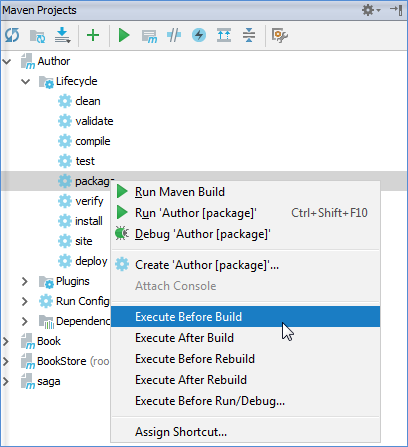 Maven Projects
Author
Lifecycle
clean
validate
compile
test
package
verify
install
site
deploy
Plugins
Run Config
Dependenc
Book
BookStore (roo
saga
Run Maven Build
Run 'Author [package]' Ctrl+Shift+F10
Debug 'Author [package]'
Create 'Author [package]'...
Attach Console
Execute Before Build
Execute After Build
Execute Before Rebuild
Execute After Rebuild
Execute Before Run/Debug...
Assign Shortcut...